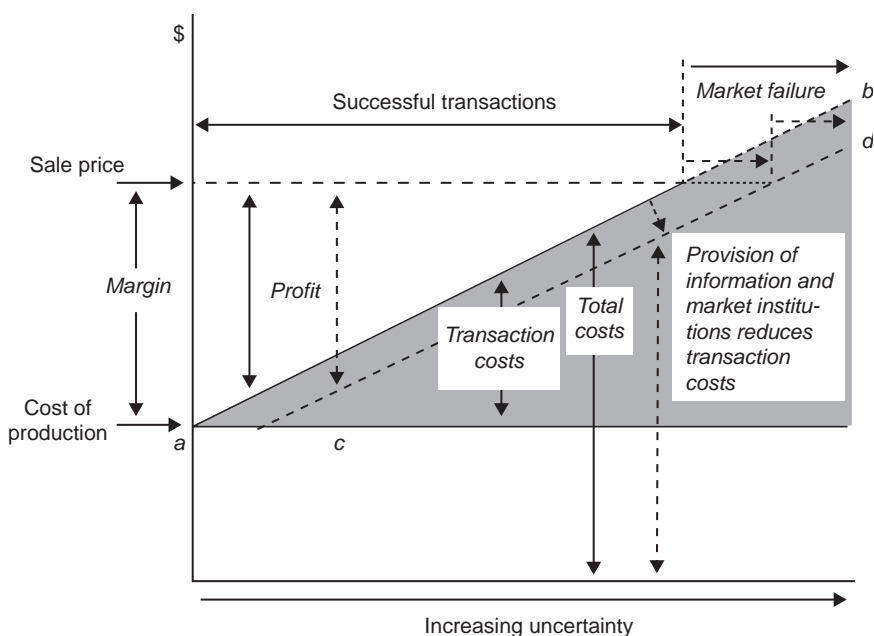 $
b
Market failure
Successful transactions
d
Sale price
Provision of
information and
market institu-
tions reduces
transaction
costs
Margin
Profit
Total
costs
Transaction
costs
Cost of
production
a
c
Increasing uncertainty